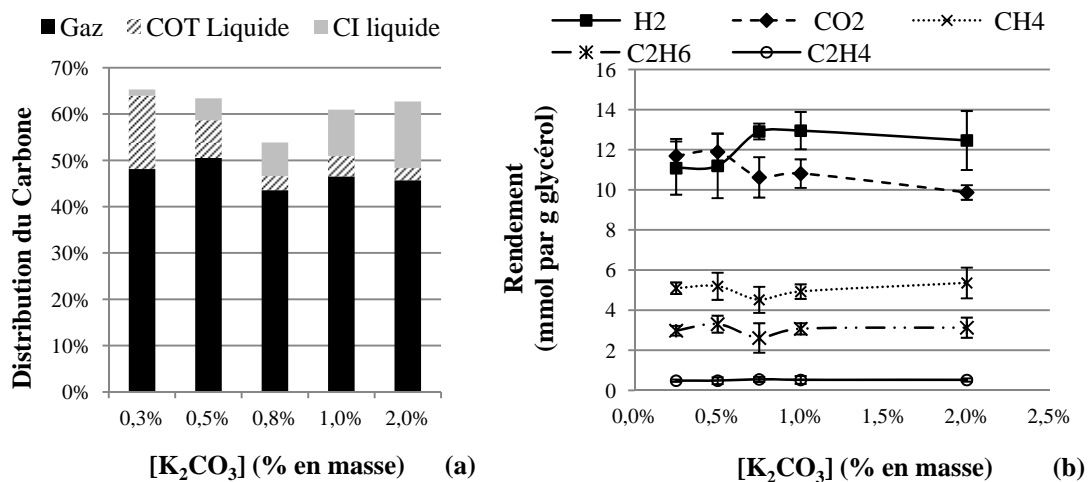 Gaz COT Liquide CI liquide
Distribution du Carbone
70%
60%
50%
40%
30%
20%
10%
0%
0,3% 0,5% 0,8% 1,0% 2,0%
[K₂CO₃] (% en masse) (a)
H2 CO2 CH4
C2H6 C2H4
Rendement
(mmol par g glycérol)
16
14
12
10
8
6
4
2
0
0,0% 0,5% 1,0% 1,5% 2,0% 2,5%
[K₂CO₃] (% en masse) (b)